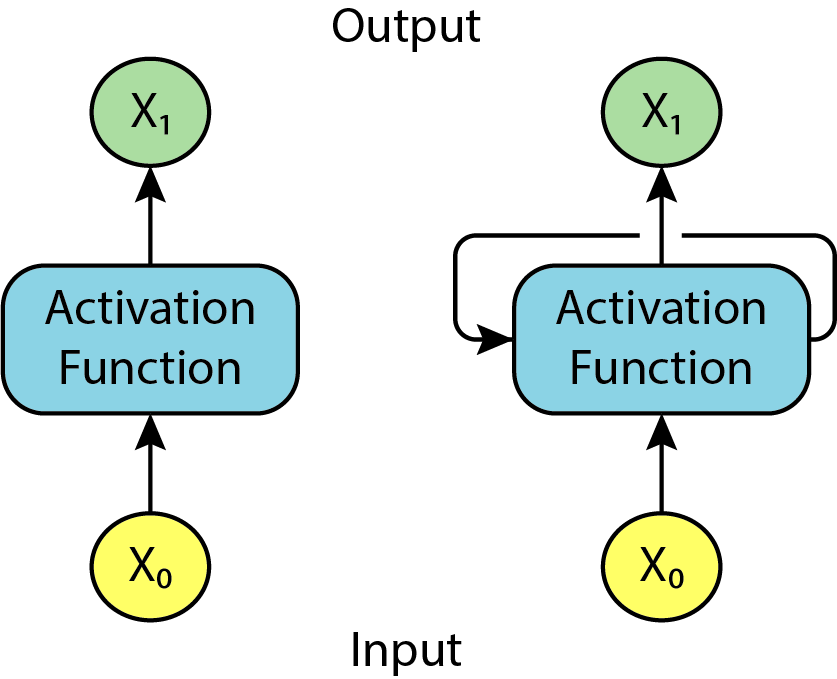 Output
X₁
X₁
Activation
Function
Activation
Function
X₀
X₀
Input